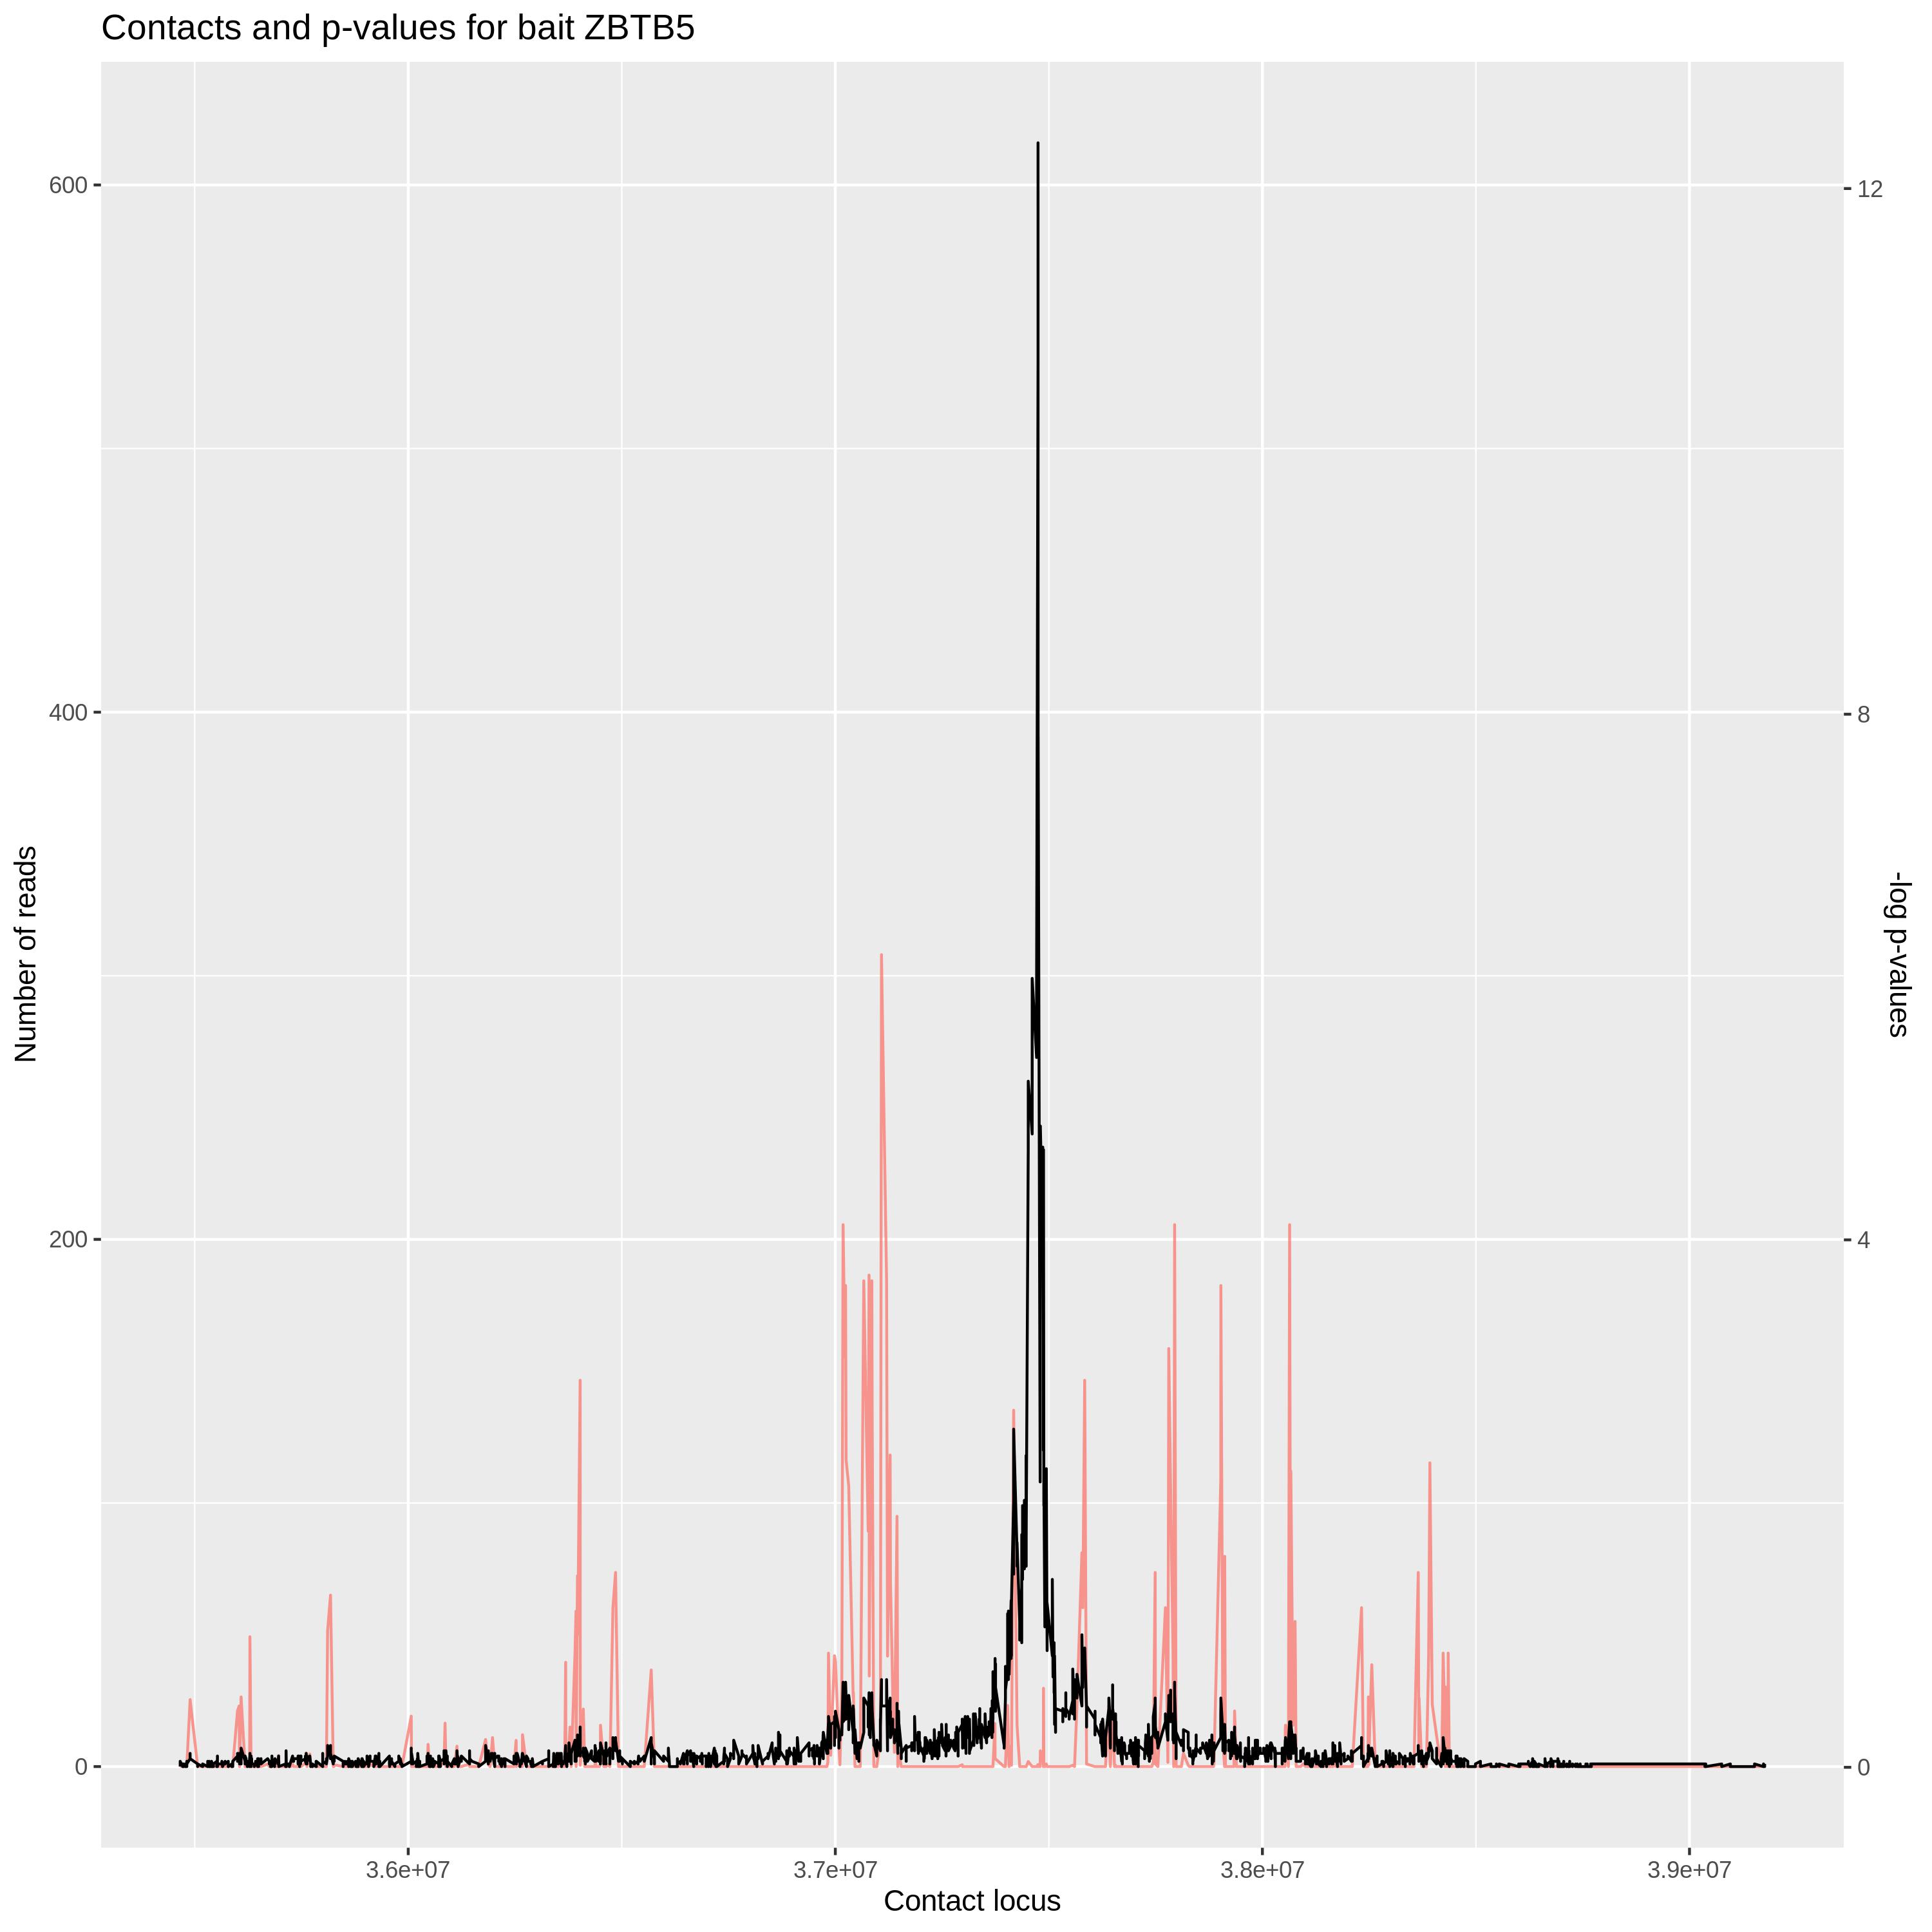 Contacts and p-values for bait ZBTB5
600
400
200
0
12
8
4
0
Number of reads
-log p-values
3.6e+07
3.7e+07
3.8e+07
3.9e+07
Contact locus